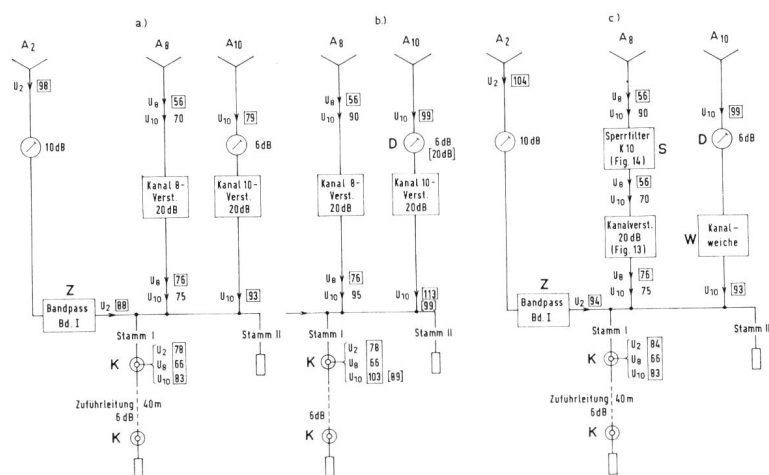 a.)
A2
A8
A10
U2 98
U8 56
U10 70
79
10dB
6dB
Kanal 8-
Verst.
20dB
Kanal 10-
Verst.
20dB
U8 76
U10 75
U10 93
Z
Bandpass
Bd. I
U2 88
Stamm I
Stamm II
K
U2 78
U8 66
U10 83
Zuführleitung 40m
6dB
K
b.)
A8
A10
U8 56
U10 90
U10 99
D
6dB
[20dB]
Kanal 8-
Verst.
20dB
Kanal 10-
Verst.
20dB
U8 76
U10 95
U10 113
[99]
Stamm I
Stamm II
K
U2 78
U8 66
U10 103 [89]
6dB
K
c.)
A2
A8
A10
U2 104
U8 56
U10 90
U10 99
10dB
Sperrfilter
K10
(Fig. 14)
S
D
6dB
U8 56
U10 70
Kanalverst.
20dB
(Fig. 13)
W
Kanal-
weiche
U8 76
U10 75
U10 93
Z
Bandpass
Bd. I
U2 94
Stamm I
Stamm II
K
U2 84
U8 66
U10 83
Zuführleitung 40m
6dB
K